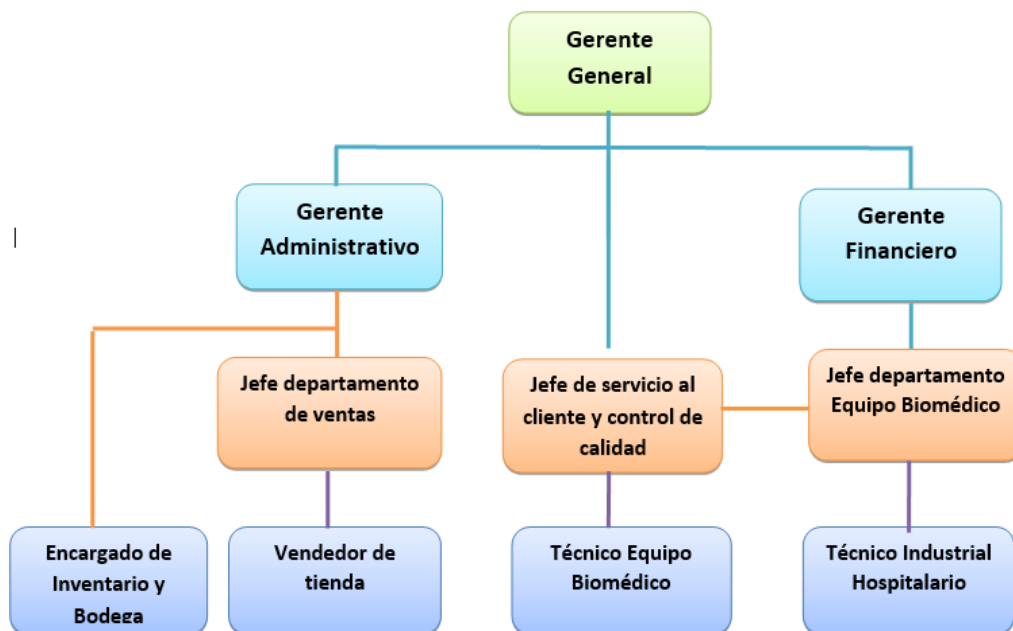 Gerente
General
Gerente
Administrativo
Gerente
Financiero
Jefe departamento
de ventas
Jefe de servicio al
cliente y control de
calidad
Jefe departamento
Equipo Biomédico
Encargado de
Inventario y
Bodega
Vendedor de
tienda
Técnico Equipo
Biomédico
Técnico Industrial
Hospitalario